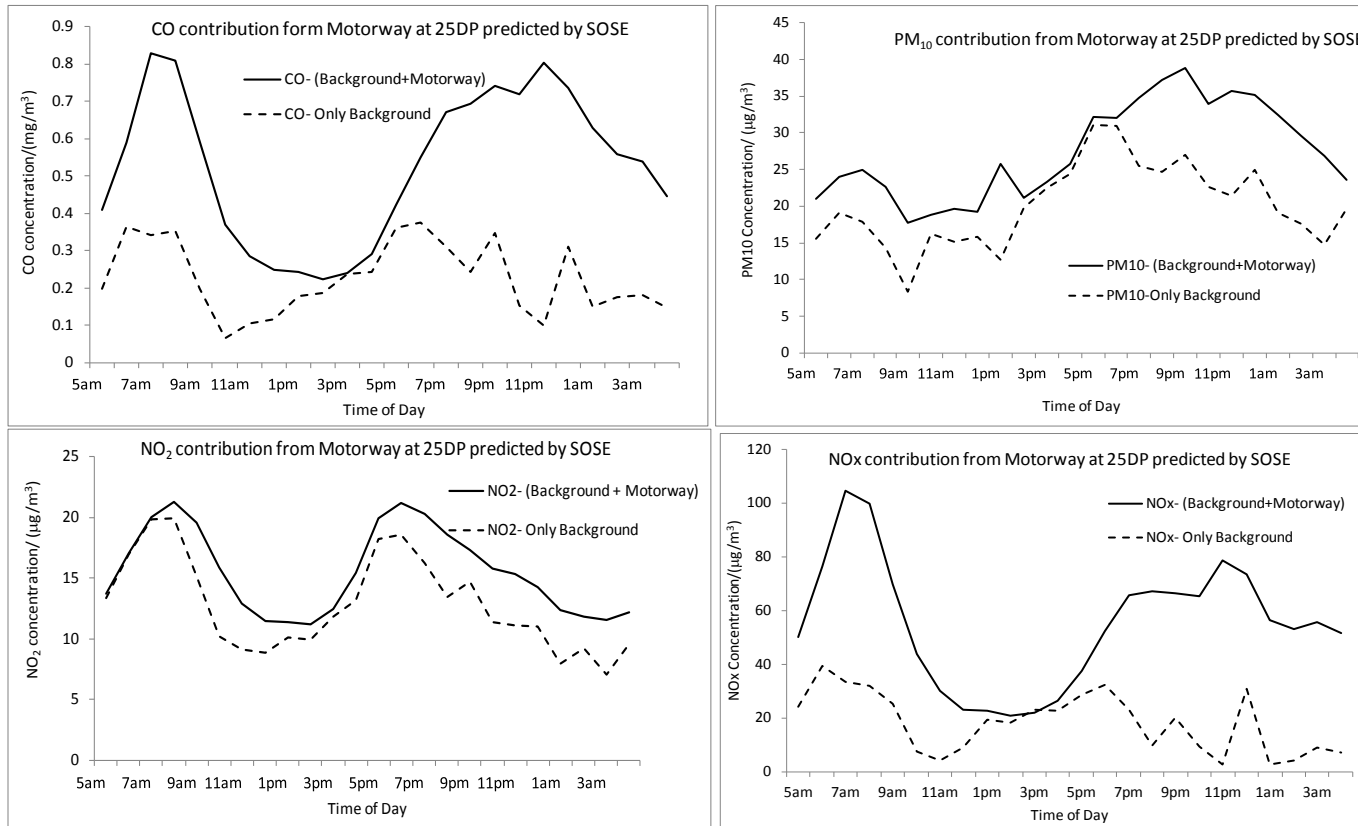 CO contribution form Motorway at 25DP predicted by SOSE
CO- (Background+Motorway)
CO- Only Background
CO concentration/(mg/m³)
0.9
0.8
0.7
0.6
0.5
0.4
0.3
0.2
0.1
0
5am 7am 9am 11am 1pm 3pm 5pm 7pm 9pm 11pm 1am 3am
Time of Day
PM₁₀ contribution from Motorway at 25DP predicted by SOSE
PM10- (Background+Motorway)
PM10-Only Background
PM10 Concentration/ (µg/m³)
45
40
35
30
25
20
15
10
5
0
5am 7am 9am 11am 1pm 3pm 5pm 7pm 9pm 11pm 1am 3am
Time of Day
NO₂ contribution from Motorway at 25DP predicted by SOSE
NO2- (Background + Motorway)
NO2- Only Background
NO₂ concentration/ (µg/m³)
25
20
15
10
5
0
5am 7am 9am 11am 1pm 3pm 5pm 7pm 9pm 11pm 1am 3am
Time of Day
NOx contribution from Motorway at 25DP predicted by SOSE
NOx- (Background+Motorway)
NOx- Only Background
NOx Concentration/(µg/m³)
120
100
80
60
40
20
0
5am 7am 9am 11am 1pm 3pm 5pm 7pm 9pm 11pm 1am 3am
Time of Day